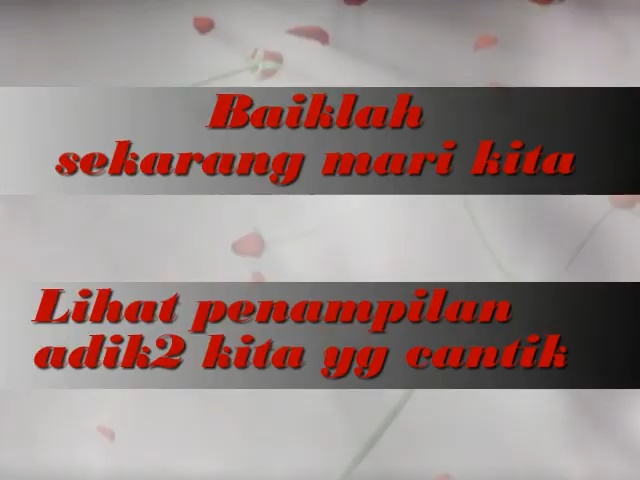 Baiklah
sekarang mari kita
Lihat penampilan
adik2 kita yg cantik